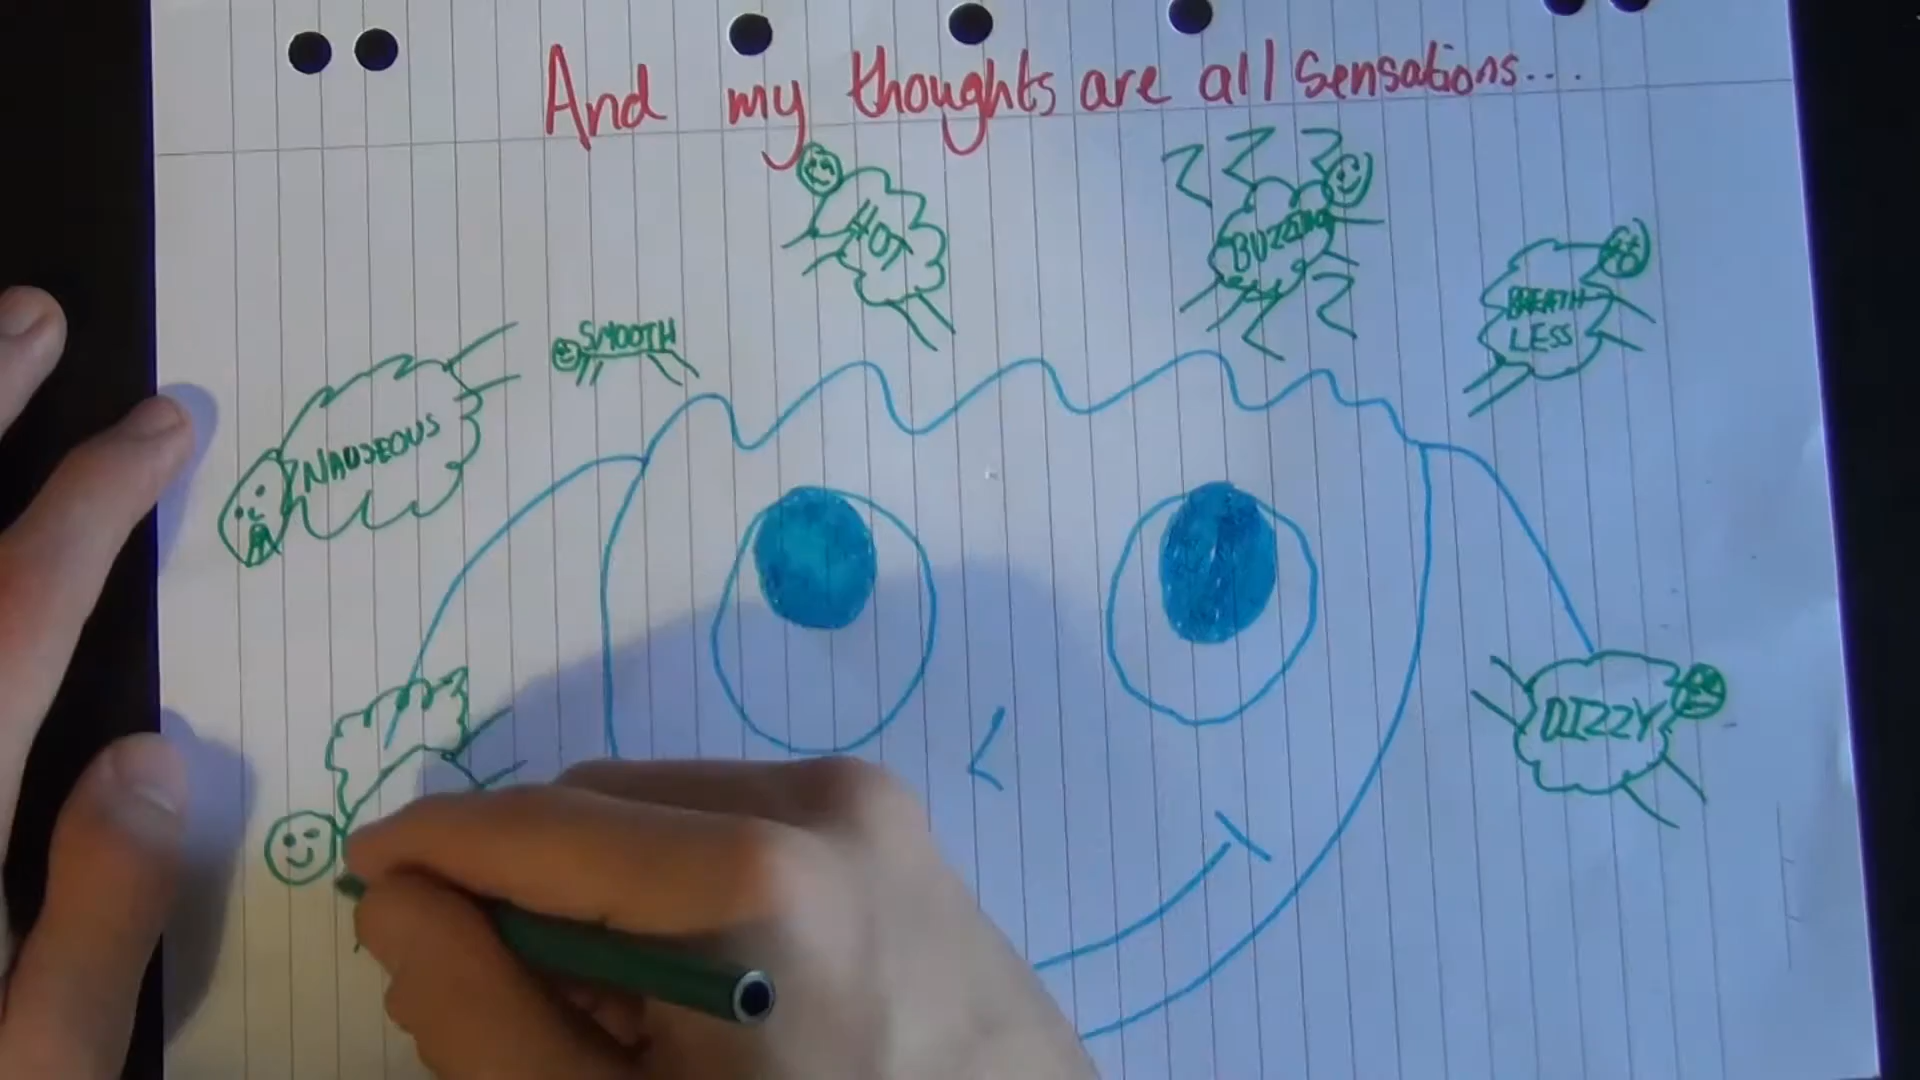 And my thoughts are all sensations...
HOT
BUZZING
BREATH
LESS
SMOOTH
NAUSEOUS
DIZZY